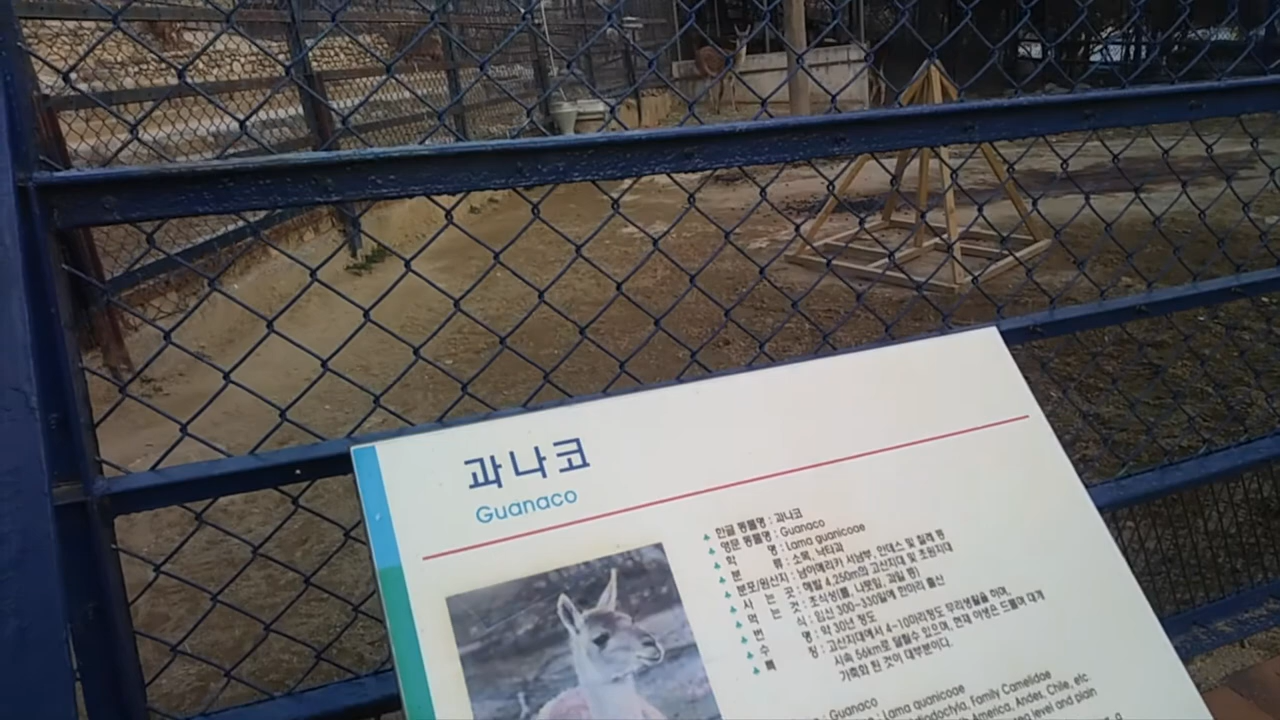 과나코
Guanaco
한글 동물명 : 과나코
영문 동물명 : Guanaco
학 명 : Lama guanicoae
분 류 : 소목, 낙타과
분포/원산지 : 남아메리카 서남부, 안데스 및 칠레 등
사 는 곳 : 해발 4,250m의 고산지대 및 초원지대
먹 는 것 : 초식성(풀, 나뭇잎, 과일 등)
번 식 : 임신 300~330일에 한마리 출산
수 명 : 약 30년 정도
특 징 : 고산지대에서 4~10마리정도 무리생활을 하며,
시속 56km로 달릴수 있으며, 현재 야생은 드물며 대개
가축화 된 것이 대부분이다.
: Guanaco
: Lama guanicoae
Family Camelidae
America, Andes, Chile, etc.
level and plain